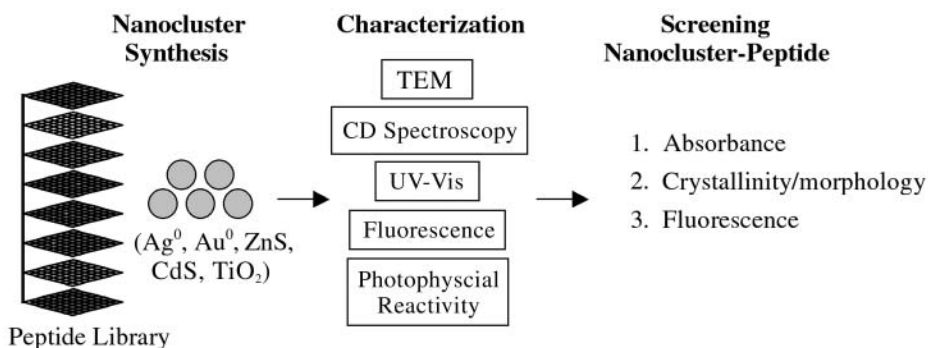 Nanocluster
Synthesis
(Ag⁰, Au⁰, ZnS,
CdS, TiO₂)
Peptide Library
Characterization
TEM
CD Spectroscopy
UV-Vis
Fluorescence
Photophyscial
Reactivity
Screening
Nanocluster-Peptide
1. Absorbance
2. Crystallinity/morphology
3. Fluorescence